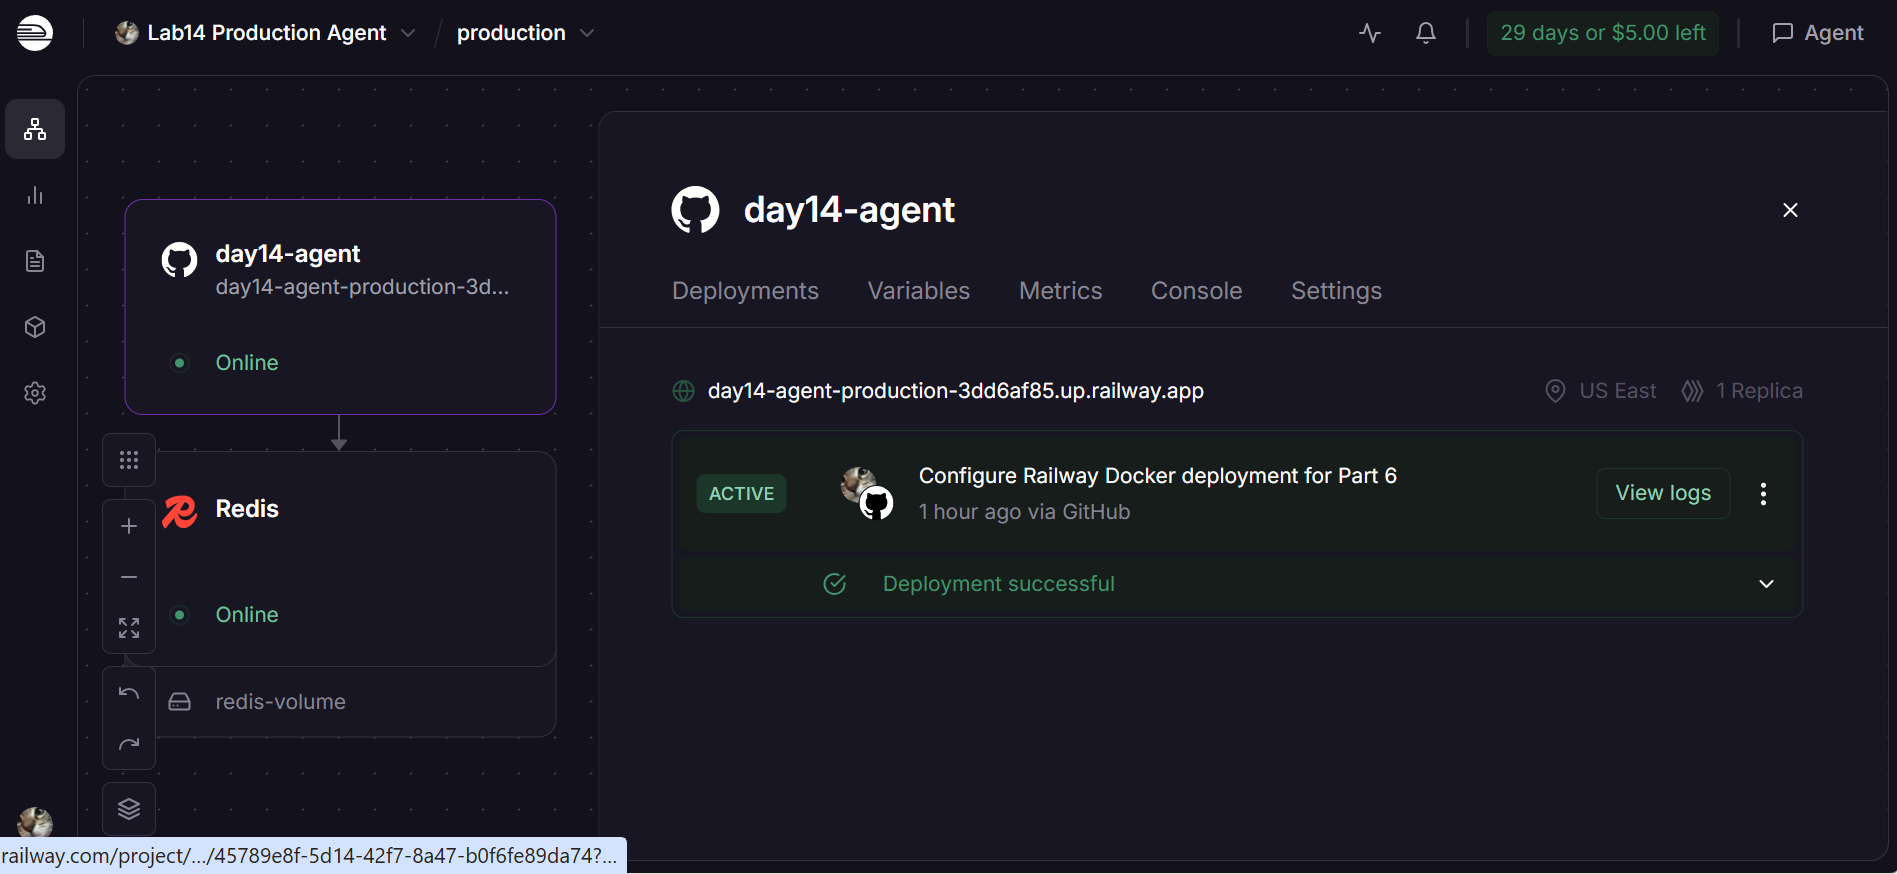 Lab14 Production Agent
production
29 days or $5.00 left
Agent
day14-agent
day14-agent-production-3d...
Online
Redis
Online
redis-volume
day14-agent
Deployments
Variables
Metrics
Console
Settings
day14-agent-production-3dd6af85.up.railway.app
US East
1 Replica
ACTIVE
Configure Railway Docker deployment for Part 6
1 hour ago via GitHub
View logs
Deployment successful
railway.com/project/.../45789e8f-5d14-42f7-8a47-b0f6fe89da74?...